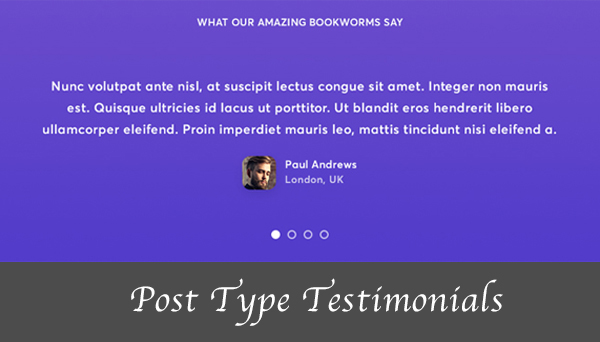 WHAT OUR AMAZING BOOKWORMS SAY
Nunc volutpat ante nisl, at suscipit lectus congue sit amet. Integer non mauris
est. Quisque ultricies id lacus ut porttitor. Ut blandit eros hendrerit libero
ullamcorper eleifend. Proin imperdiet mauris leo, mattis tincidunt nisi eleifend a.
Paul Andrews
London, UK
Post Type Testimonials